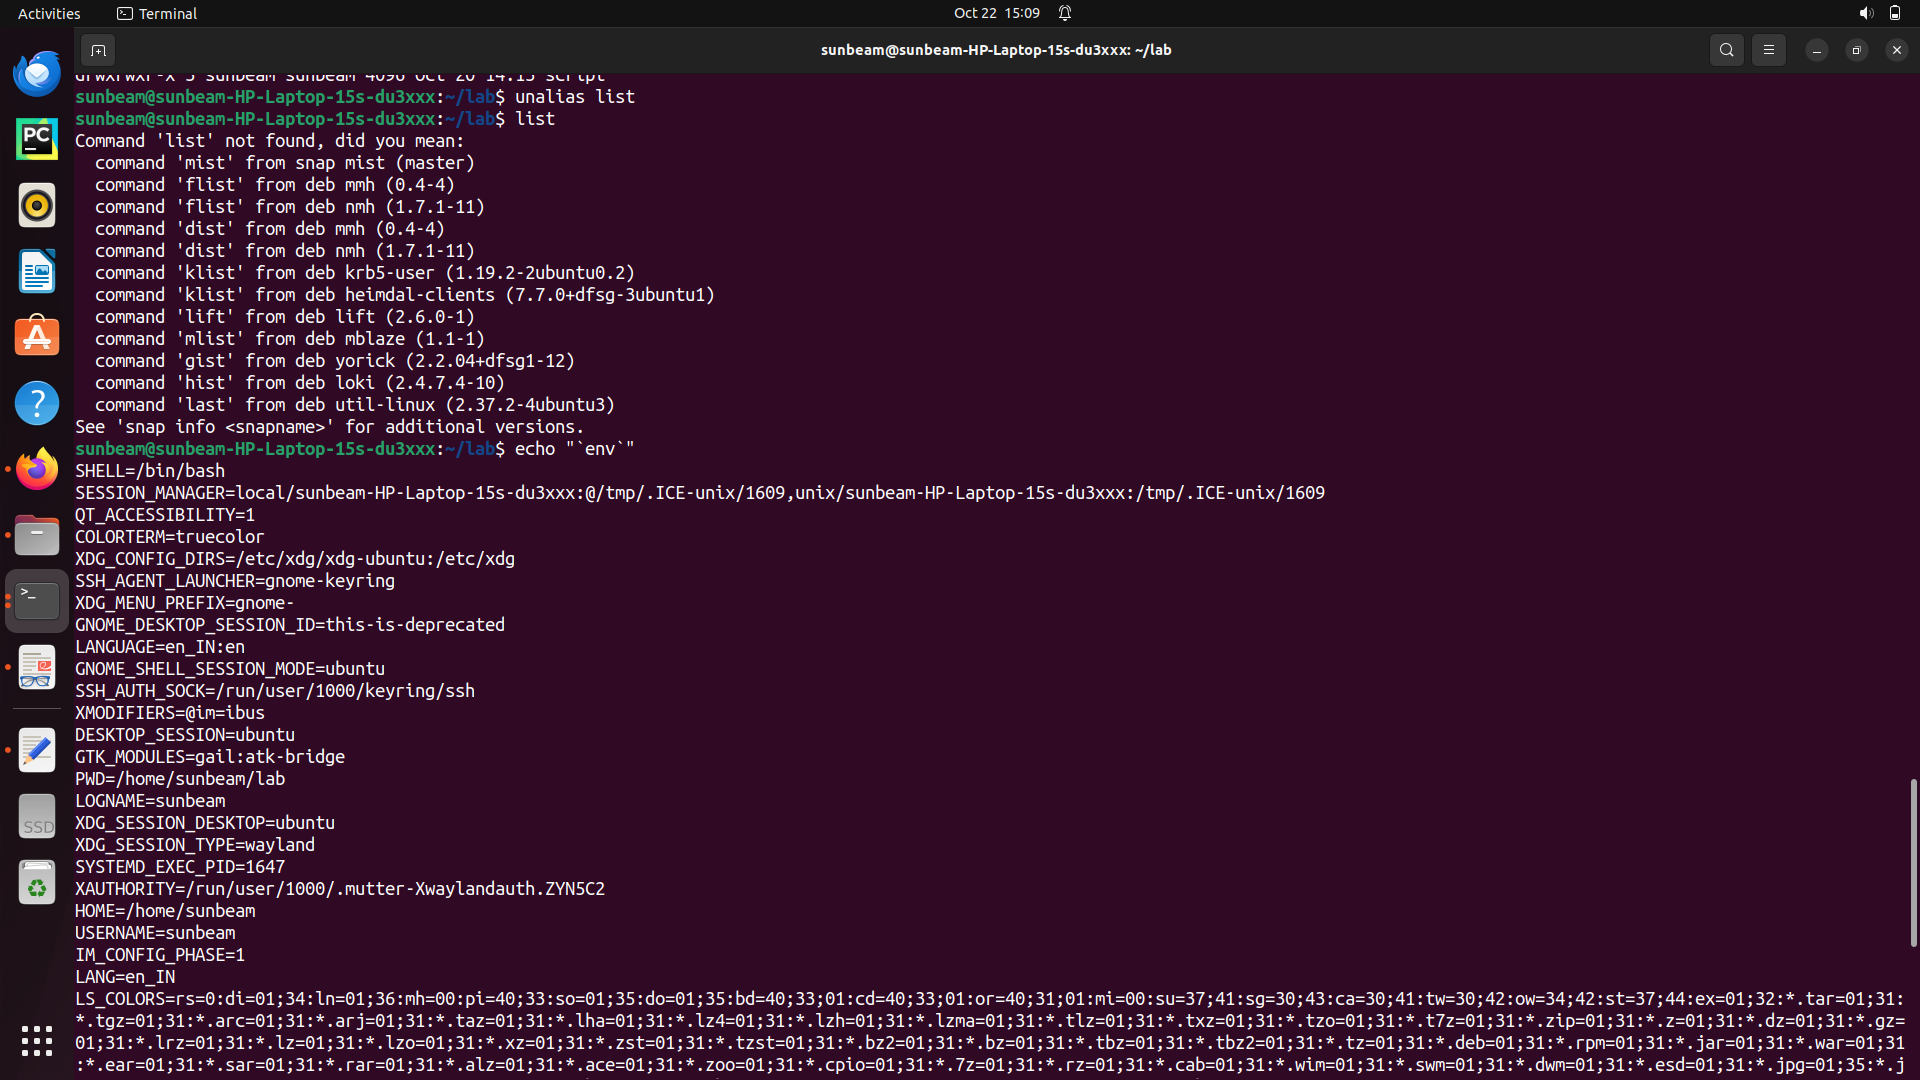 Activities
Terminal
Oct 22 15:09
sunbeam@sunbeam-HP-Laptop-15s-du3xxx: ~/lab
drwxrwxr-x 3 sunbeam sunbeam 4096 Oct 20 14:13 script
sunbeam@sunbeam-HP-Laptop-15s-du3xxx:~/lab$ unalias list
sunbeam@sunbeam-HP-Laptop-15s-du3xxx:~/lab$ list
Command 'list' not found, did you mean:
  command 'mist' from snap mist (master)
  command 'flist' from deb mmh (0.4-4)
  command 'flist' from deb nmh (1.7.1-11)
  command 'dist' from deb mmh (0.4-4)
  command 'dist' from deb nmh (1.7.1-11)
  command 'klist' from deb krb5-user (1.19.2-2ubuntu0.2)
  command 'klist' from deb heimdal-clients (7.7.0+dfsg-3ubuntu1)
  command 'lift' from deb lift (2.6.0-1)
  command 'mlist' from deb mblaze (1.1-1)
  command 'gist' from deb yorick (2.2.04+dfsg1-12)
  command 'hist' from deb loki (2.4.7.4-10)
  command 'last' from deb util-linux (2.37.2-4ubuntu3)
See 'snap info <snapname>' for additional versions.
sunbeam@sunbeam-HP-Laptop-15s-du3xxx:~/lab$ echo "`env`"
SHELL=/bin/bash
SESSION_MANAGER=local/sunbeam-HP-Laptop-15s-du3xxx:@/tmp/.ICE-unix/1609,unix/sunbeam-HP-Laptop-15s-du3xxx:/tmp/.ICE-unix/1609
QT_ACCESSIBILITY=1
COLORTERM=truecolor
XDG_CONFIG_DIRS=/etc/xdg/xdg-ubuntu:/etc/xdg
SSH_AGENT_LAUNCHER=gnome-keyring
XDG_MENU_PREFIX=gnome-
GNOME_DESKTOP_SESSION_ID=this-is-deprecated
LANGUAGE=en_IN:en
GNOME_SHELL_SESSION_MODE=ubuntu
SSH_AUTH_SOCK=/run/user/1000/keyring/ssh
XMODIFIERS=@im=ibus
DESKTOP_SESSION=ubuntu
GTK_MODULES=gail:atk-bridge
PWD=/home/sunbeam/lab
LOGNAME=sunbeam
XDG_SESSION_DESKTOP=ubuntu
XDG_SESSION_TYPE=wayland
SYSTEMD_EXEC_PID=1647
XAUTHORITY=/run/user/1000/.mutter-Xwaylandauth.ZYN5C2
HOME=/home/sunbeam
USERNAME=sunbeam
IM_CONFIG_PHASE=1
LANG=en_IN
LS_COLORS=rs=0:di=01;34:ln=01;36:mh=00:pi=40;33:so=01;35:do=01;35:bd=40;33;01:cd=40;33;01:or=40;31;01:mi=00:su=37;41:sg=30;43:ca=30;41:tw=30;42:ow=34;42:st=37;44:ex=01;32:*.tar=01;31:
*.tgz=01;31:*.arc=01;31:*.arj=01;31:*.taz=01;31:*.lha=01;31:*.lz4=01;31:*.lzh=01;31:*.lzma=01;31:*.tlz=01;31:*.txz=01;31:*.tzo=01;31:*.t7z=01;31:*.zip=01;31:*.z=01;31:*.dz=01;31:*.gz=
01;31:*.lrz=01;31:*.lz=01;31:*.lzo=01;31:*.xz=01;31:*.zst=01;31:*.tzst=01;31:*.bz2=01;31:*.bz=01;31:*.tbz=01;31:*.tbz2=01;31:*.tz=01;31:*.deb=01;31:*.rpm=01;31:*.jar=01;31:*.war=01;31
:*.ear=01;31:*.sar=01;31:*.rar=01;31:*.alz=01;31:*.ace=01;31:*.zoo=01;31:*.cpio=01;31:*.7z=01;31:*.rz=01;31:*.cab=01;31:*.wim=01;31:*.swm=01;31:*.dwm=01;31:*.esd=01;31:*.jpg=01;35:*.j
PC
>_
SSD